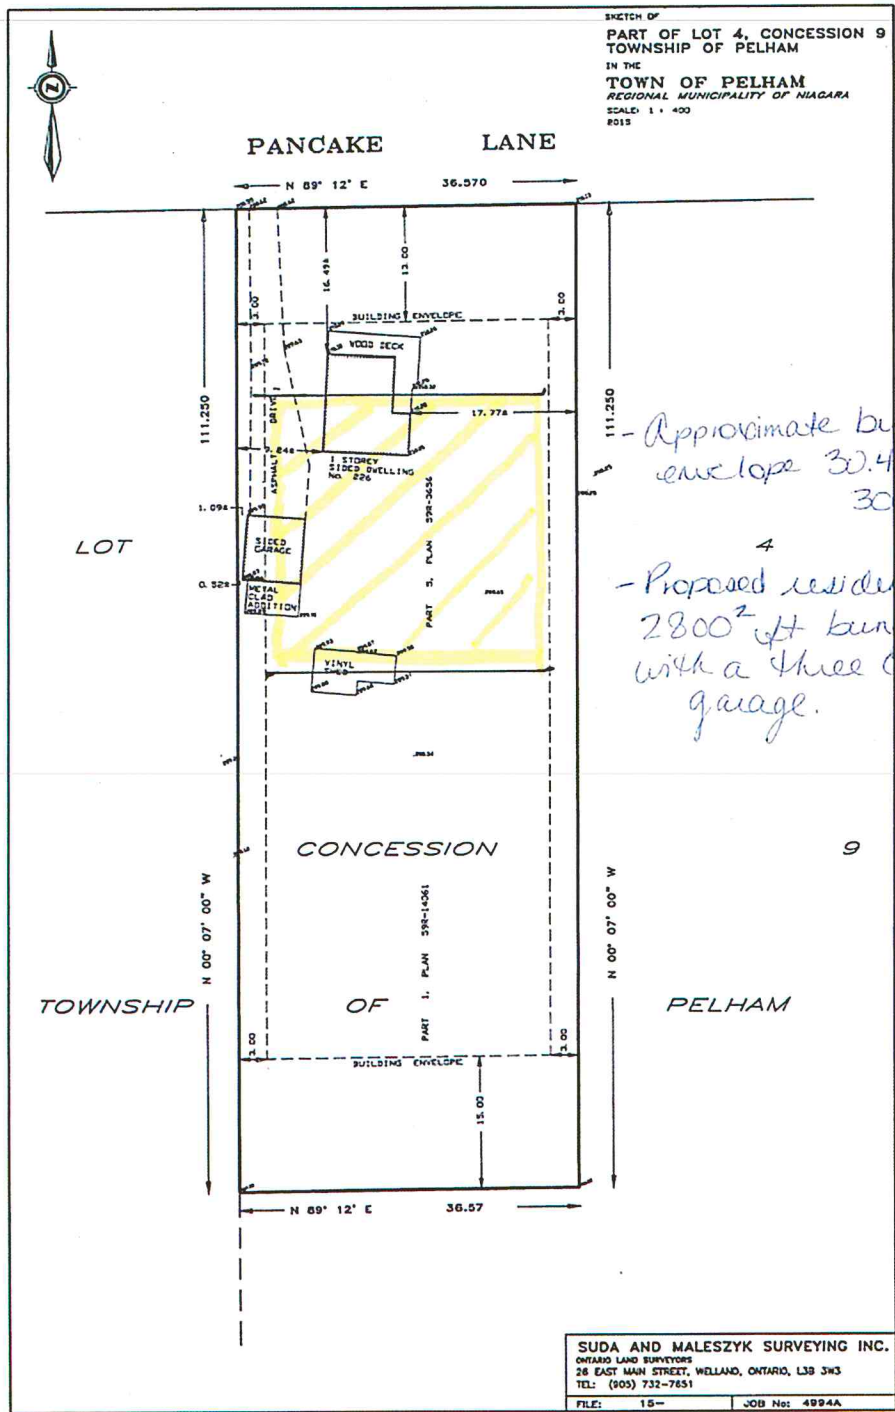 SKETCH OF
PART OF LOT 4, CONCESSION 9
TOWNSHIP OF PELHAM
IN THE
TOWN OF PELHAM
REGIONAL MUNICIPALITY OF NIAGARA
SCALE: 1 : 400
2015
N
PANCAKE LANE
N 89° 12' E 36.570
111.250
16.49±
13.00
111.250
3.00
BUILDING ENVELOPE
3.00
WOOD DECK
ASPHALT DRIVE
17.77±
1 STOREY
SIDED DWELLING
No. 226
1.09±
SIDED
GARAGE
0.52±
METAL
CLAD
ADDITION
PART 5, PLAN 59R-3656
VINYL
SHED
LOT
4
- Approximate bu
envelope 30.4
30
- Proposed reside
2800² ft bun
with a three
garage.
CONCESSION
9
N 00° 07' 00" W
PART 1, PLAN 59R-14061
N 00° 07' 00" W
TOWNSHIP OF PELHAM
3.00
BUILDING ENVELOPE
3.00
15.00
N 89° 12' E 36.57
SUDA AND MALESZYK SURVEYING INC.
ONTARIO LAND SURVEYORS
26 EAST MAIN STREET, WELLAND, ONTARIO, L3B 3W3
TEL: (905) 732-7651
FILE: 15- JOB No: 4994A